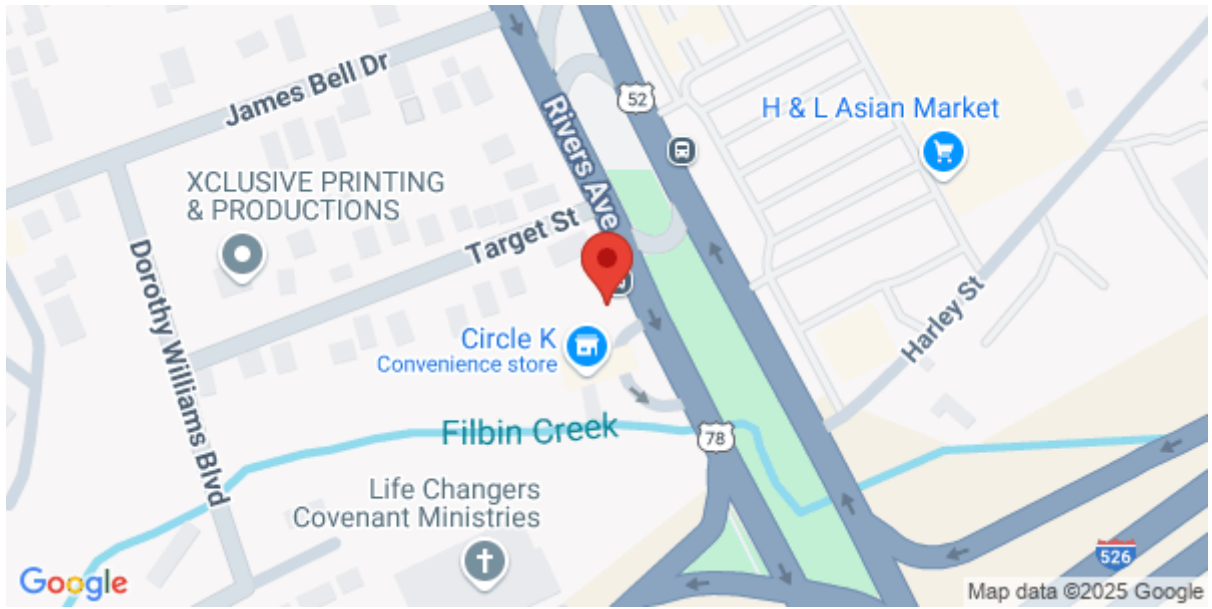 James Bell Dr
52
Rivers Ave
H & L Asian Market
XCLUSIVE PRINTING
& PRODUCTIONS
Target St
Dorothy Williams Blvd
Circle K
Convenience store
Harley St
Filbin Creek
78
Life Changers
Covenant Ministries
526
Google
Map data ©2025 Google